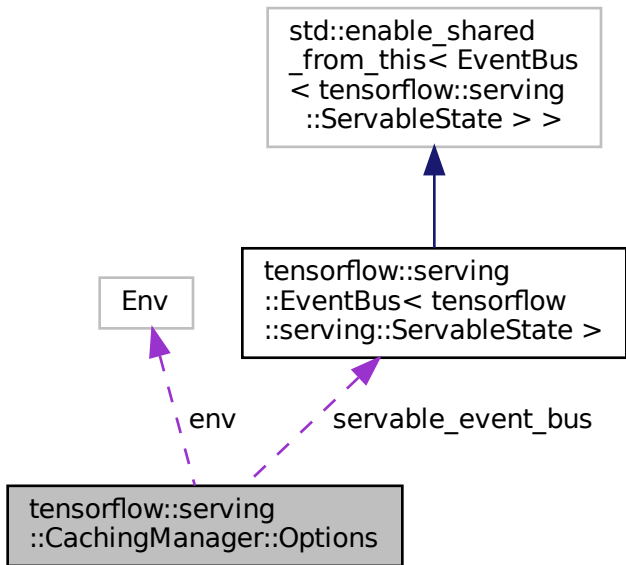 std::enable_shared
_from_this< EventBus
< tensorflow::serving
::ServableState > >
tensorflow::serving
::EventBus< tensorflow
::serving::ServableState >
Env
env
servable_event_bus
tensorflow::serving
::CachingManager::Options